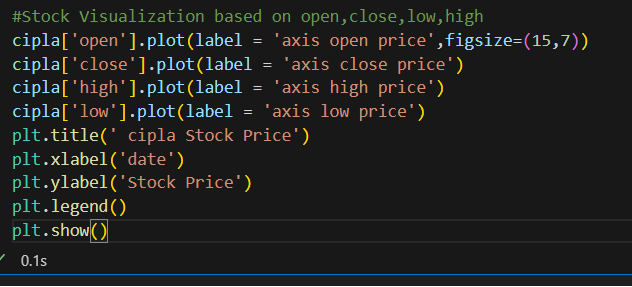 #Stock Visualization based on open,close,low,high
cipla['open'].plot(label = 'axis open price',figsize=(15,7))
cipla['close'].plot(label = 'axis close price')
cipla['high'].plot(label = 'axis high price')
cipla['low'].plot(label = 'axis low price')
plt.title(' cipla Stock Price')
plt.xlabel('date')
plt.ylabel('Stock Price')
plt.legend()
plt.show()
0.1s